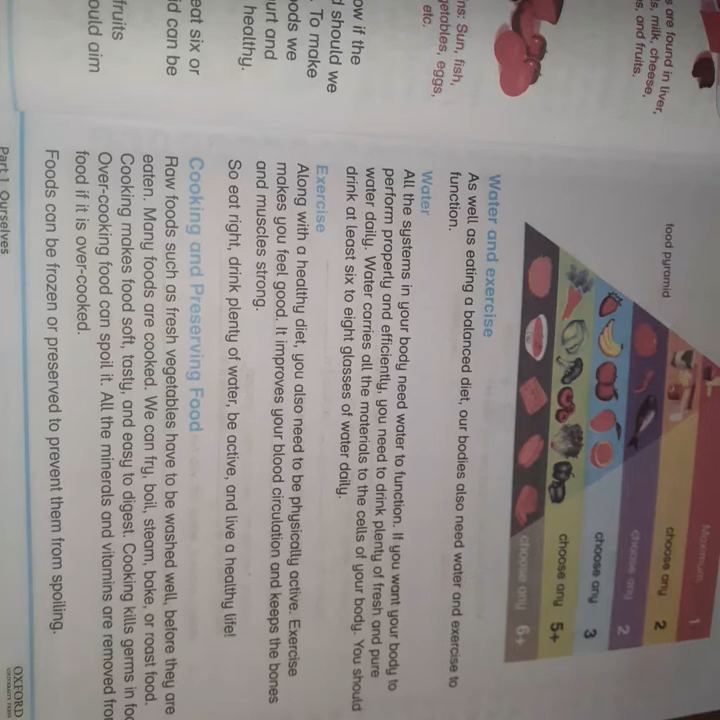 s are found in liver,
s, milk, cheese,
s, and fruits.
ns: Sun, fish,
getables, eggs,
etc.
ow if the
d should we
. To make
ods we
urt and
healthy.
eat six or
id can be
fruits
ould aim
food pyramid
Maximum 1
choose any 2
choose any 2
choose any 3
choose any 5+
choose any 6+
Water and exercise
As well as eating a balanced diet, our bodies also need water and exercise to
function.
Water
All the systems in your body need water to function. If you want your body to
perform properly and efficiently, you need to drink plenty of fresh and pure
water daily. Water carries all the materials to the cells of your body. You should
drink at least six to eight glasses of water daily.
Exercise
Along with a healthy diet, you also need to be physically active. Exercise
makes you feel good. It improves your blood circulation and keeps the bones
and muscles strong.
So eat right, drink plenty of water, be active, and live a healthy life!
Cooking and Preserving Food
Raw foods such as fresh vegetables have to be washed well, before they are
eaten. Many foods are cooked. We can fry, boil, steam, bake, or roast food.
Cooking makes food soft, tasty, and easy to digest. Cooking kills germs in foo
Over-cooking food can spoil it. All the minerals and vitamins are removed fro
food if it is over-cooked.
Foods can be frozen or preserved to prevent them from spoiling.
Part 1 Ourselves
OXFORD
UNIVERSITY PRESS